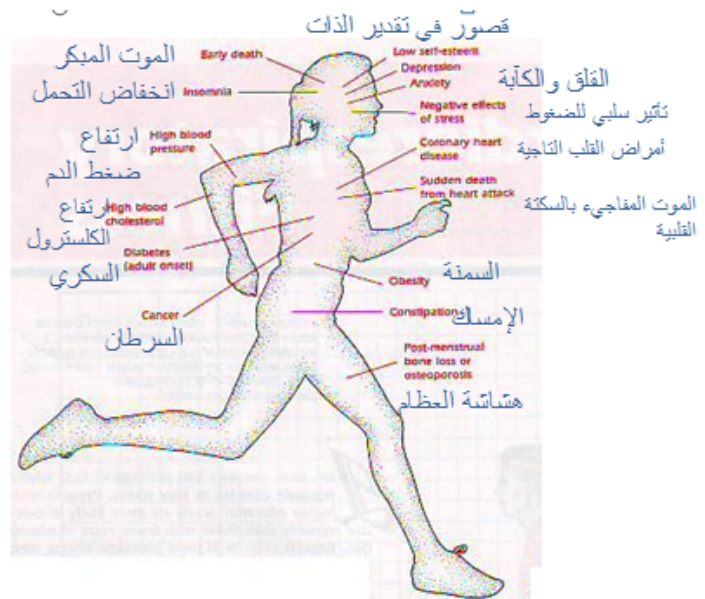 قصور في تقدير الذات
الموت المبكر
Early death
Low self-esteem
Depression
Anxiety
القلق والكآبة
انخفاض التحمل
Insomnia
Negative effects
of stress
تأثير سلبي للضغوط
ارتفاع
ضغط الدم
High blood
pressure
Coronary heart
disease
أمراض القلب التاجية
Sudden death
from heart attack
الموت المفاجيء بالسكتة
القلبية
ارتفاع
الكلسترول
High blood
cholesterol
السكري
Diabetes
(adult onset)
Obesity
السمنة
Cancer
السرطان
Constipation
الإمساك
Post-menstrual
bone loss or
osteoporosis
هشاشة العظام